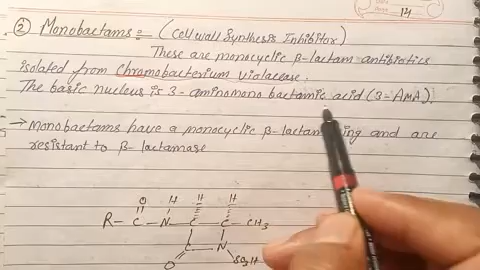 14
② Monobactams = (Cell wall Synthesis Inhibitor)
These are monocyclic β-lactam antibiotics
isolated from Chromobacterium violacease.
The basic nucleus is 3-aminomono bactamic acid (3-AMA).
→ Monobactams have a monocyclic β-lactam ring and are
resistant to β-lactamase
O H H H
R-C-N-C-C-CH3
C-N
O SO3H